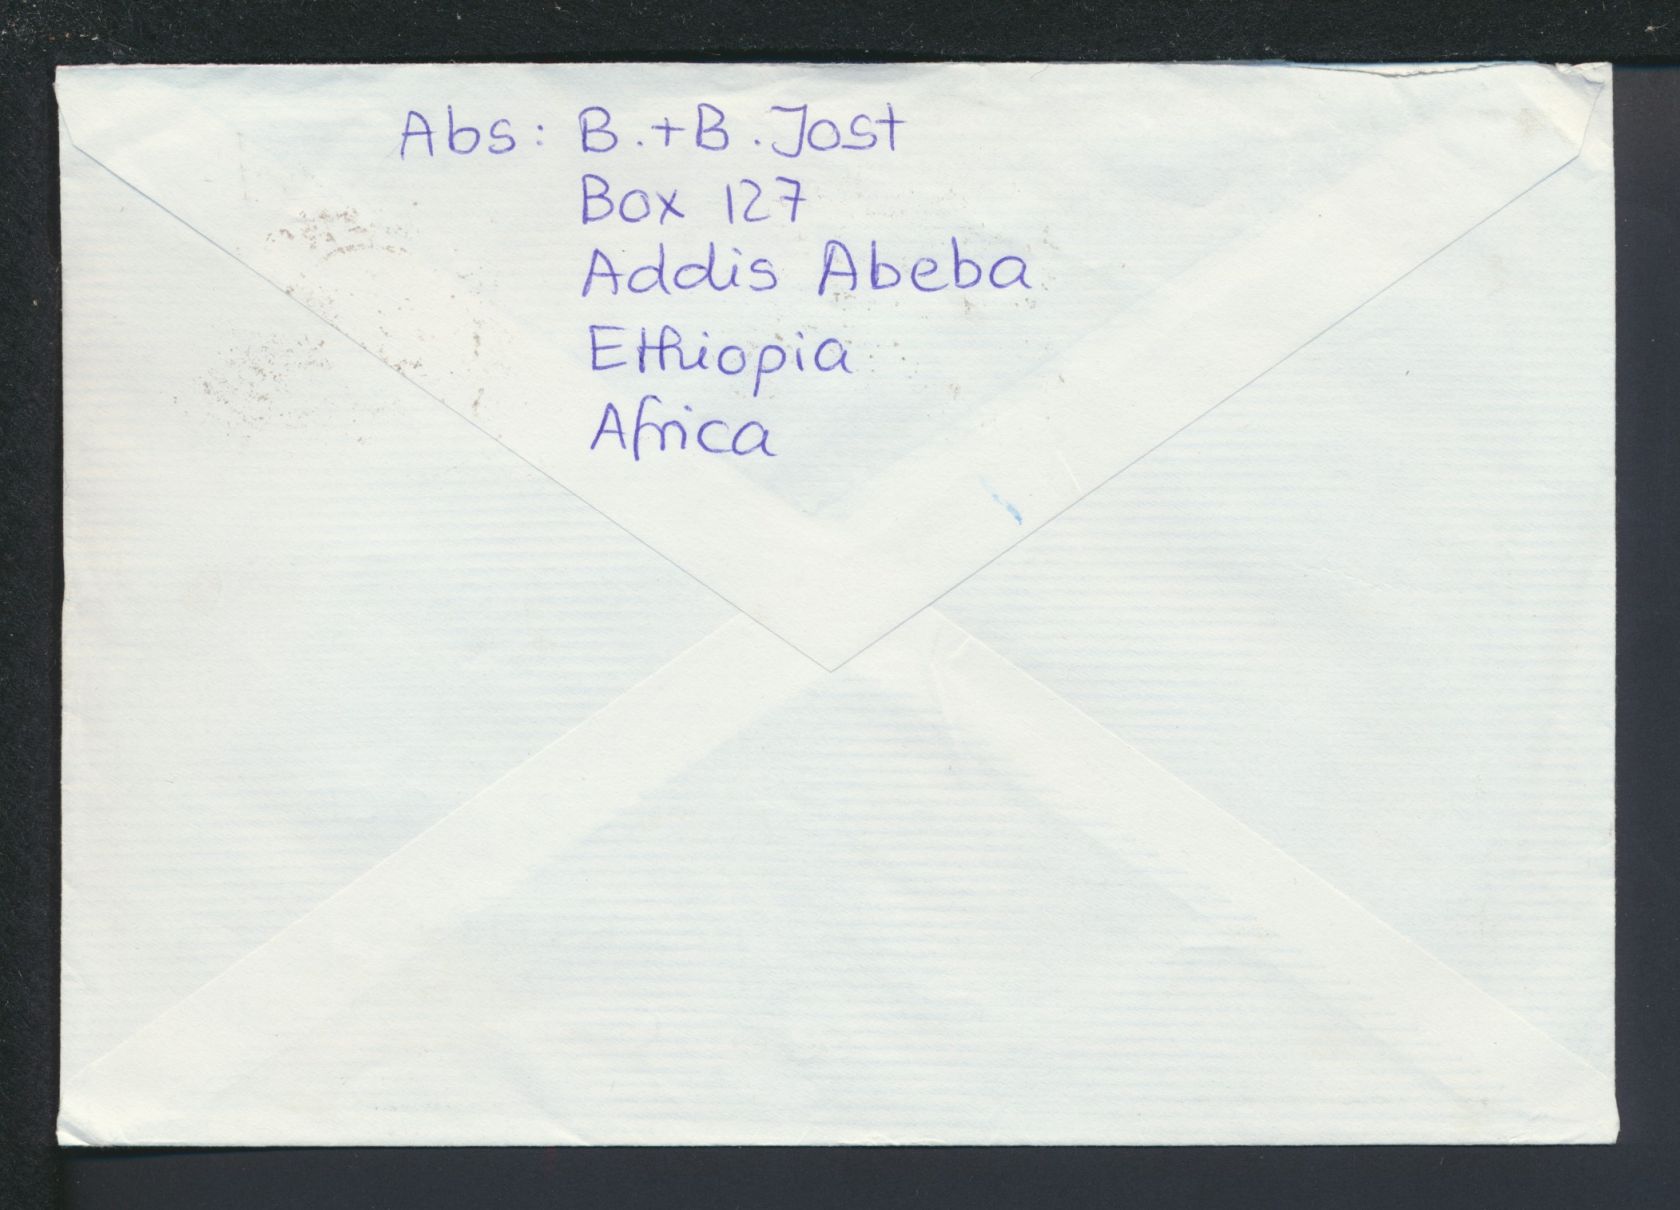 Abs: B.+B. Jost
Box 127
Addis Abeba
Ethiopia
Africa